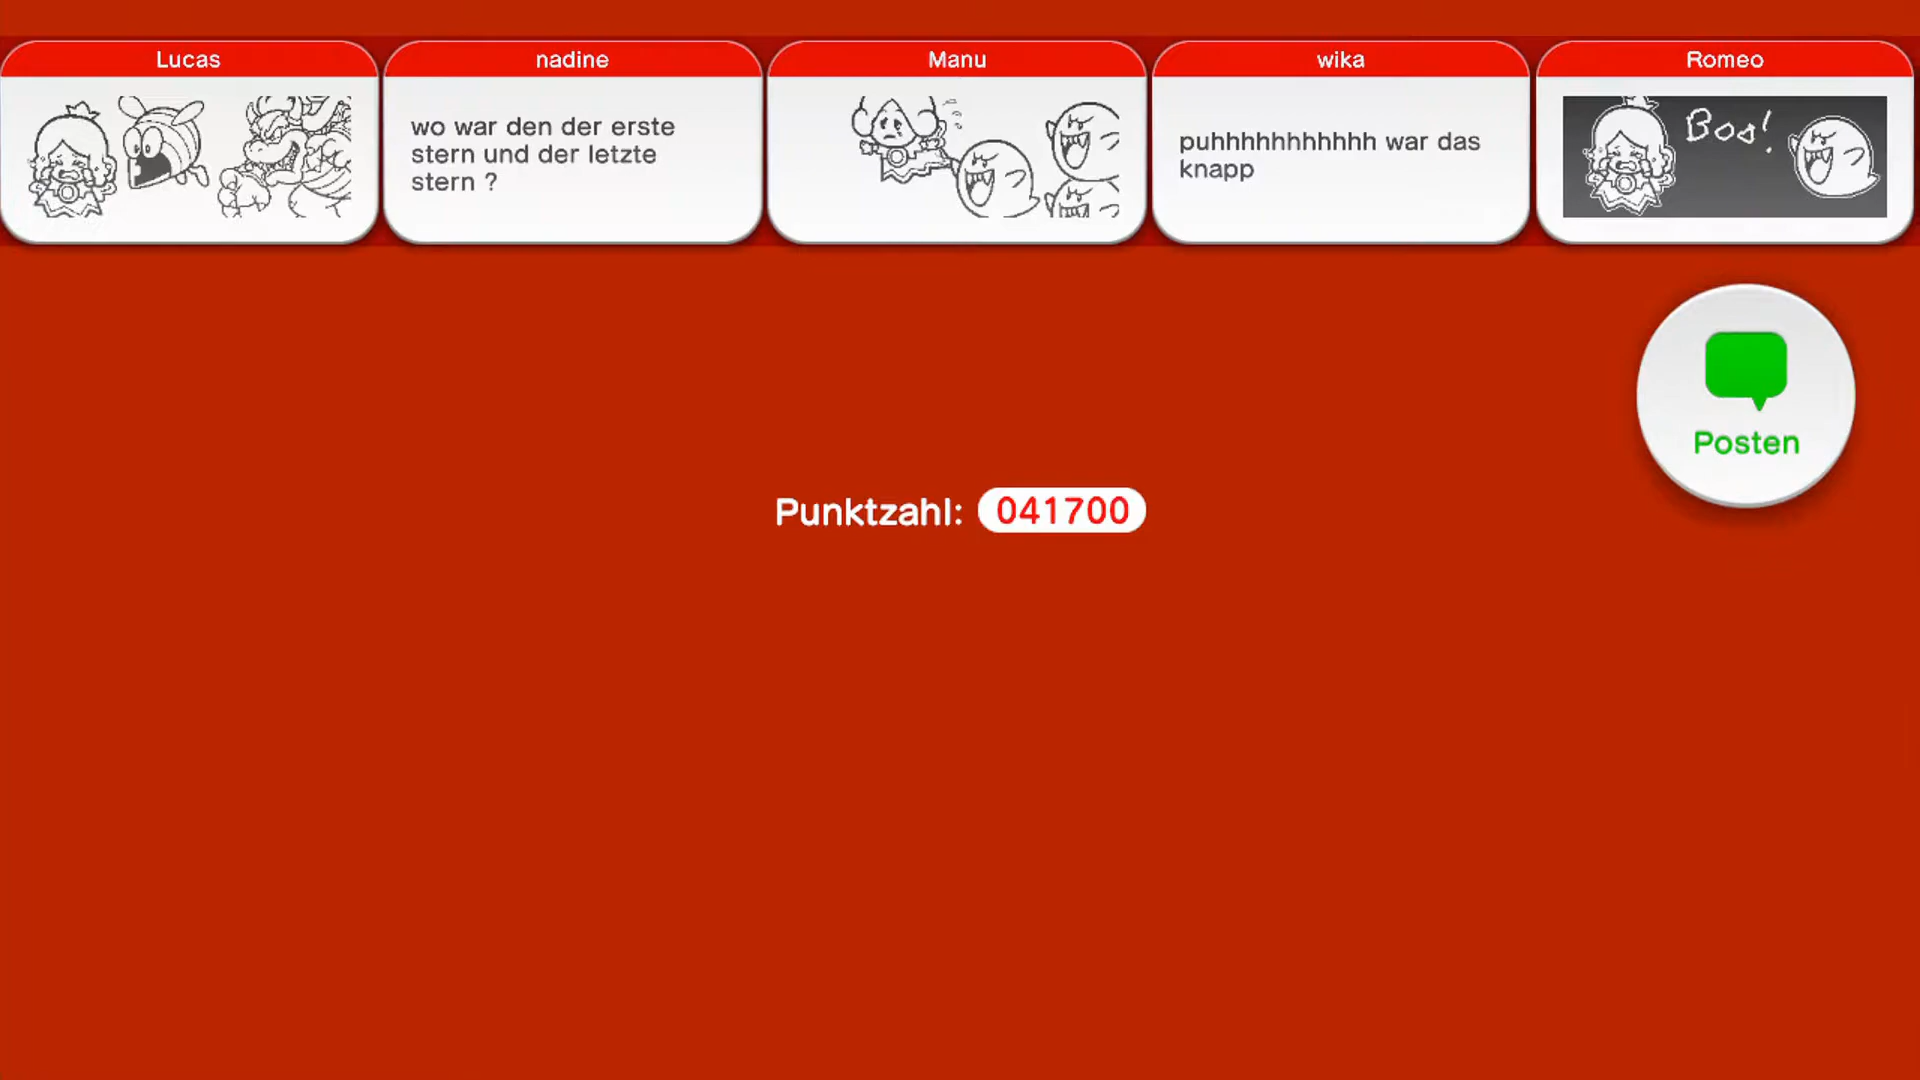 Lucas
nadine
Manu
wika
Romeo
wo war den der erste
stern und der letzte
stern ?
puhhhhhhhhhhh war das
knapp
Boo!
Posten
Punktzahl: 041700